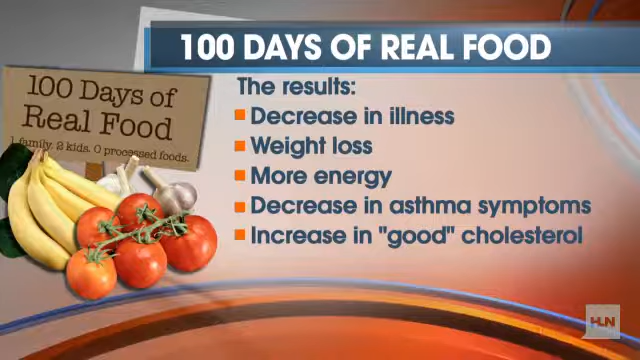 100 DAYS OF REAL FOOD
100 Days of
Real Food
1 family. 2 kids. 0 processed foods.
The results:
Decrease in illness
Weight loss
More energy
Decrease in asthma symptoms
Increase in "good" cholesterol
HLN